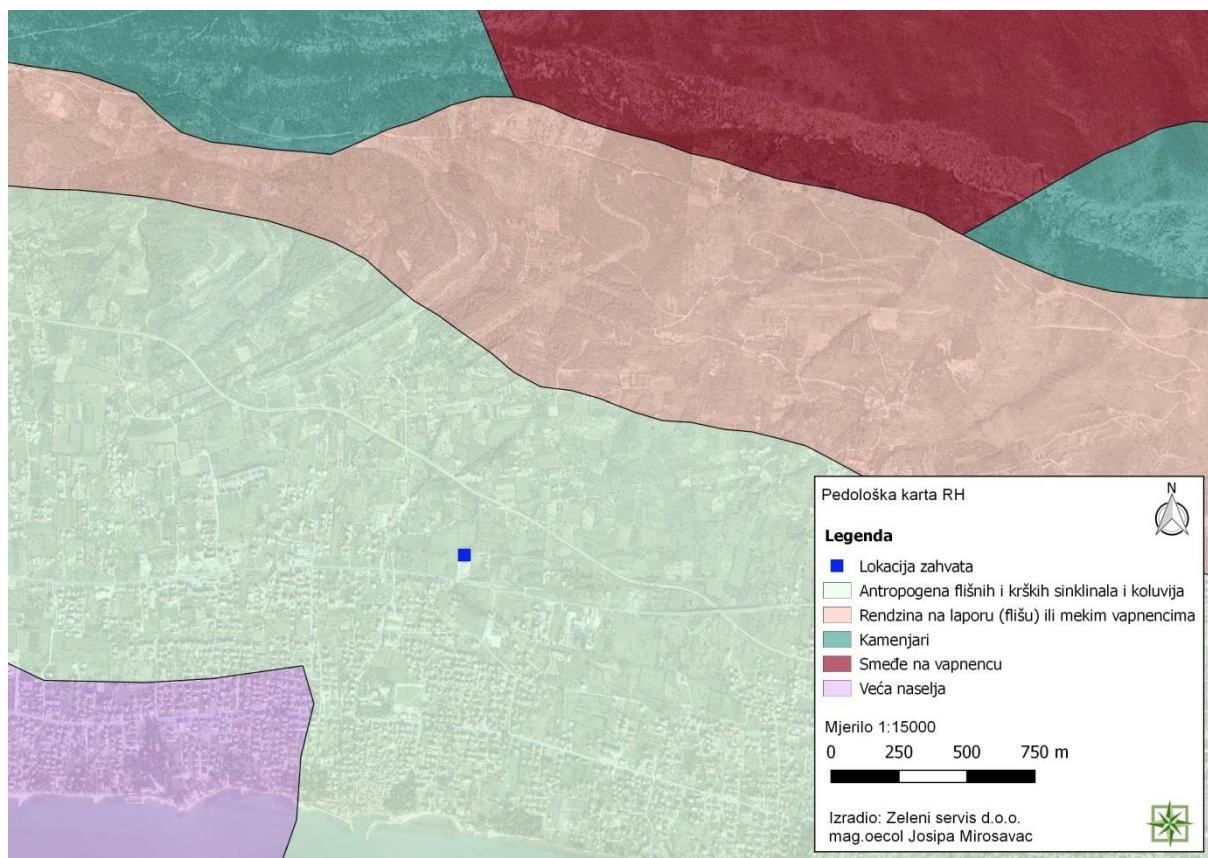 Pedološka karta RH
N
Legenda
Lokacija zahvata
Antropogena flišnih i krških sinklinala i koluvija
Rendzina na laporu (flišu) ili mekim vapnencima
Kamenjari
Smeđe na vapnencu
Veća naselja
Mjerilo 1:15000
0 250 500 750 m
Izradio: Zeleni servis d.o.o.
mag.oecol Josipa Mirosavac